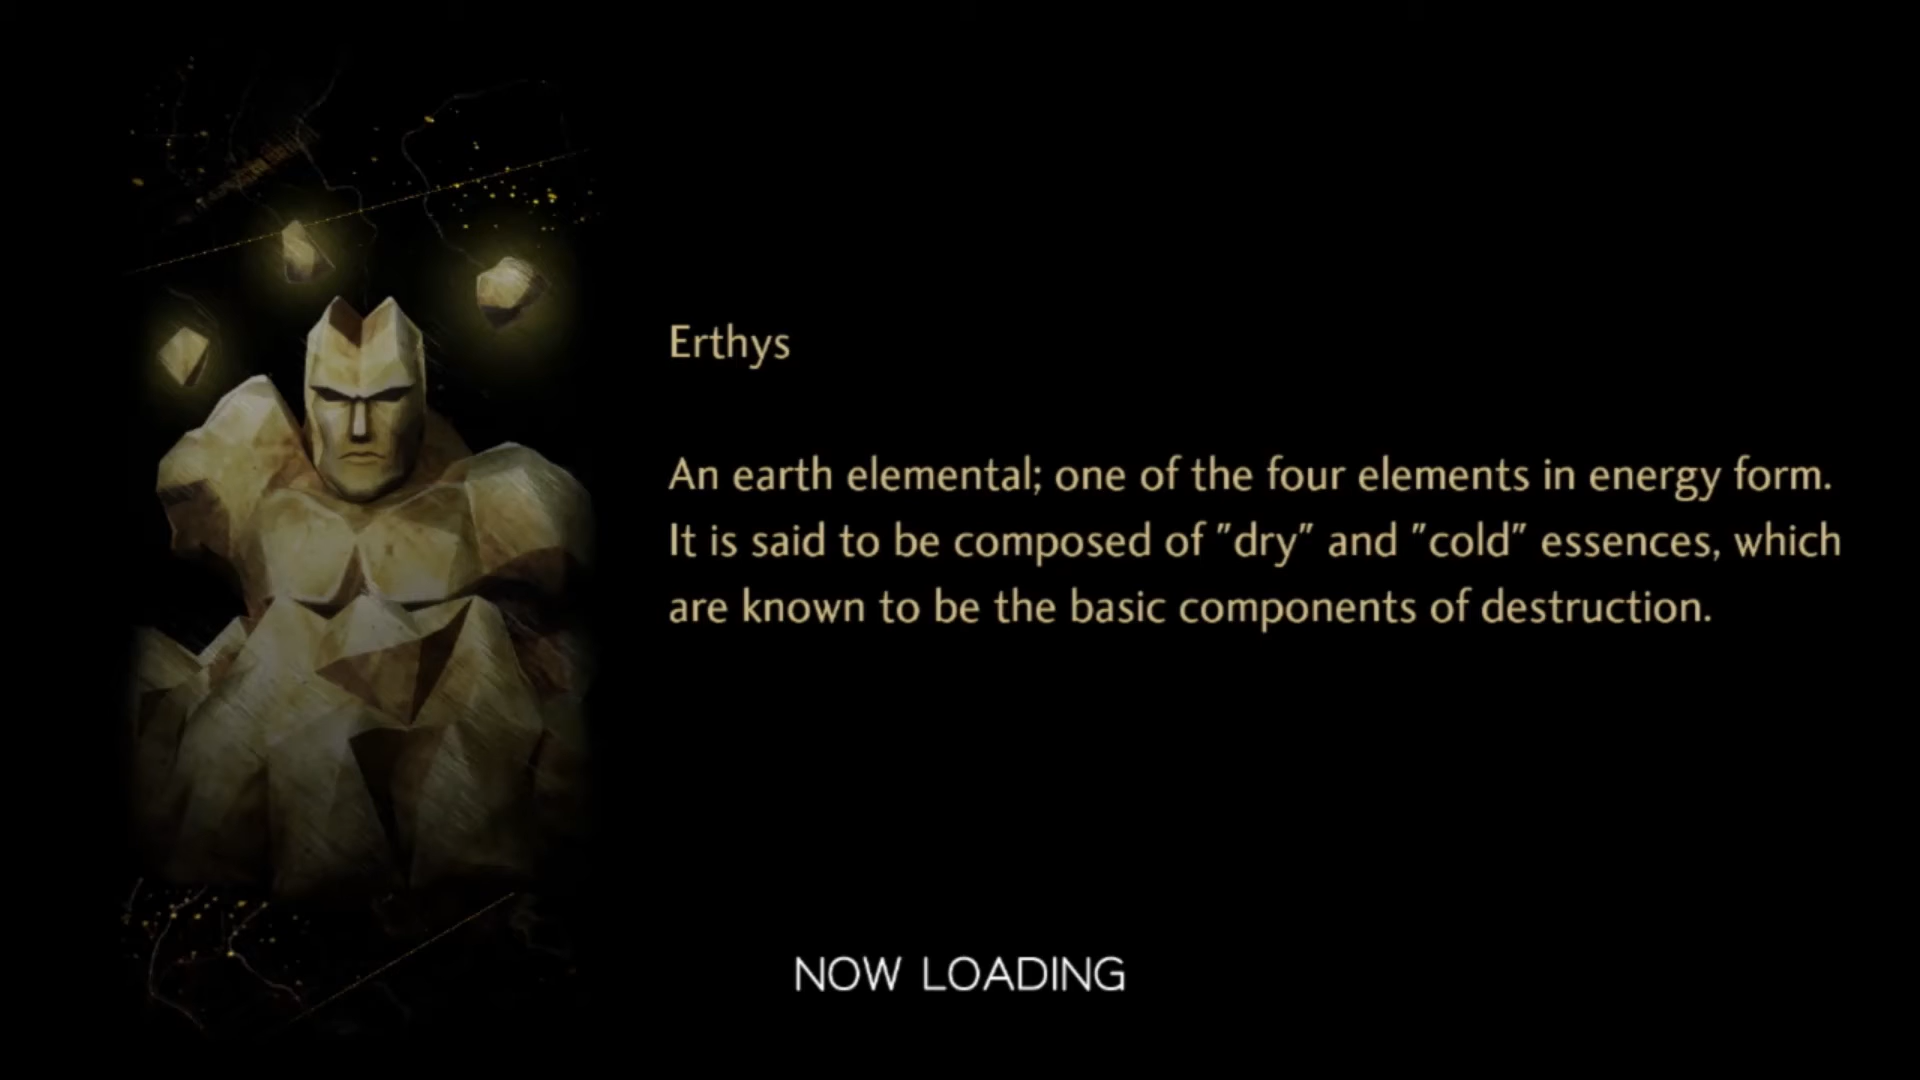 Erthys
An earth elemental; one of the four elements in energy form.
It is said to be composed of "dry" and "cold" essences, which
are known to be the basic components of destruction.
NOW LOADING